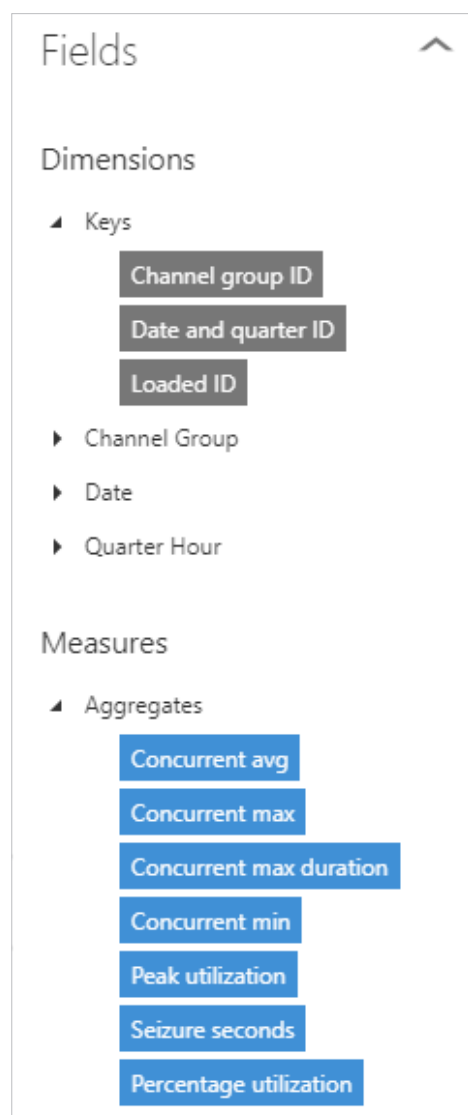 Fields
Dimensions
Keys
Channel group ID
Date and quarter ID
Loaded ID
Channel Group
Date
Quarter Hour
Measures
Aggregates
Concurrent avg
Concurrent max
Concurrent max duration
Concurrent min
Peak utilization
Seizure seconds
Percentage utilization